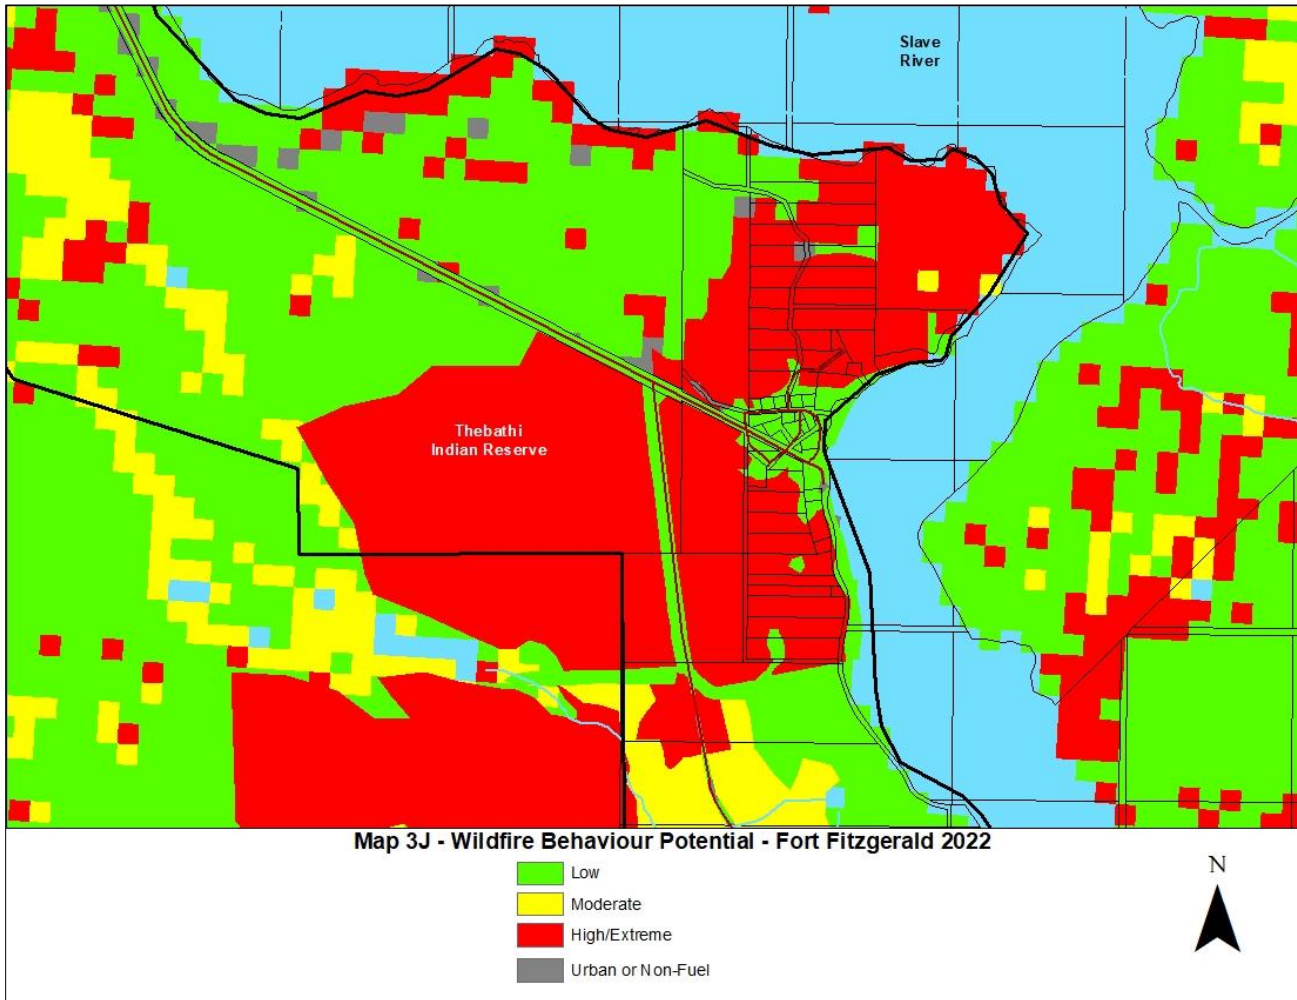 Slave
River
Thebathi
Indian Reserve
Map 3J - Wildfire Behaviour Potential - Fort Fitzgerald 2022
Low
Moderate
High/Extreme
Urban or Non-Fuel
N